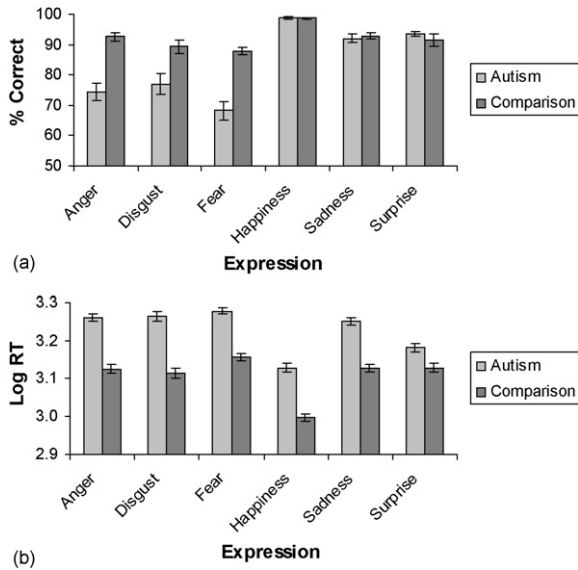 100
90
80
70
60
50
% Correct
Anger
Disgust
Fear
Happiness
Sadness
Surprise
Autism
Comparison
(a)
Expression
3.3
3.2
3.1
3.0
2.9
Log RT
Anger
Disgust
Fear
Happiness
Sadness
Surprise
Autism
Comparison
(b)
Expression